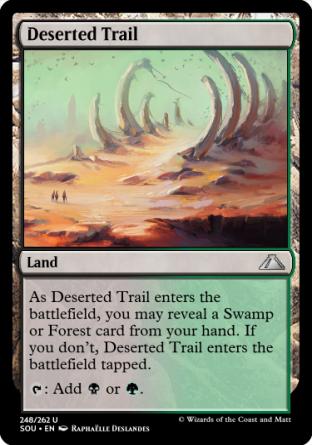 Deserted Trail
Land
As Deserted Trail enters the
battlefield, you may reveal a Swamp
or Forest card from your hand. If
you don't, Deserted Trail enters the
battlefield tapped.
: Add or .
248/262 U
SOU • EN Raphaëlle Deslandes
© Wizards of the Coast and Matt